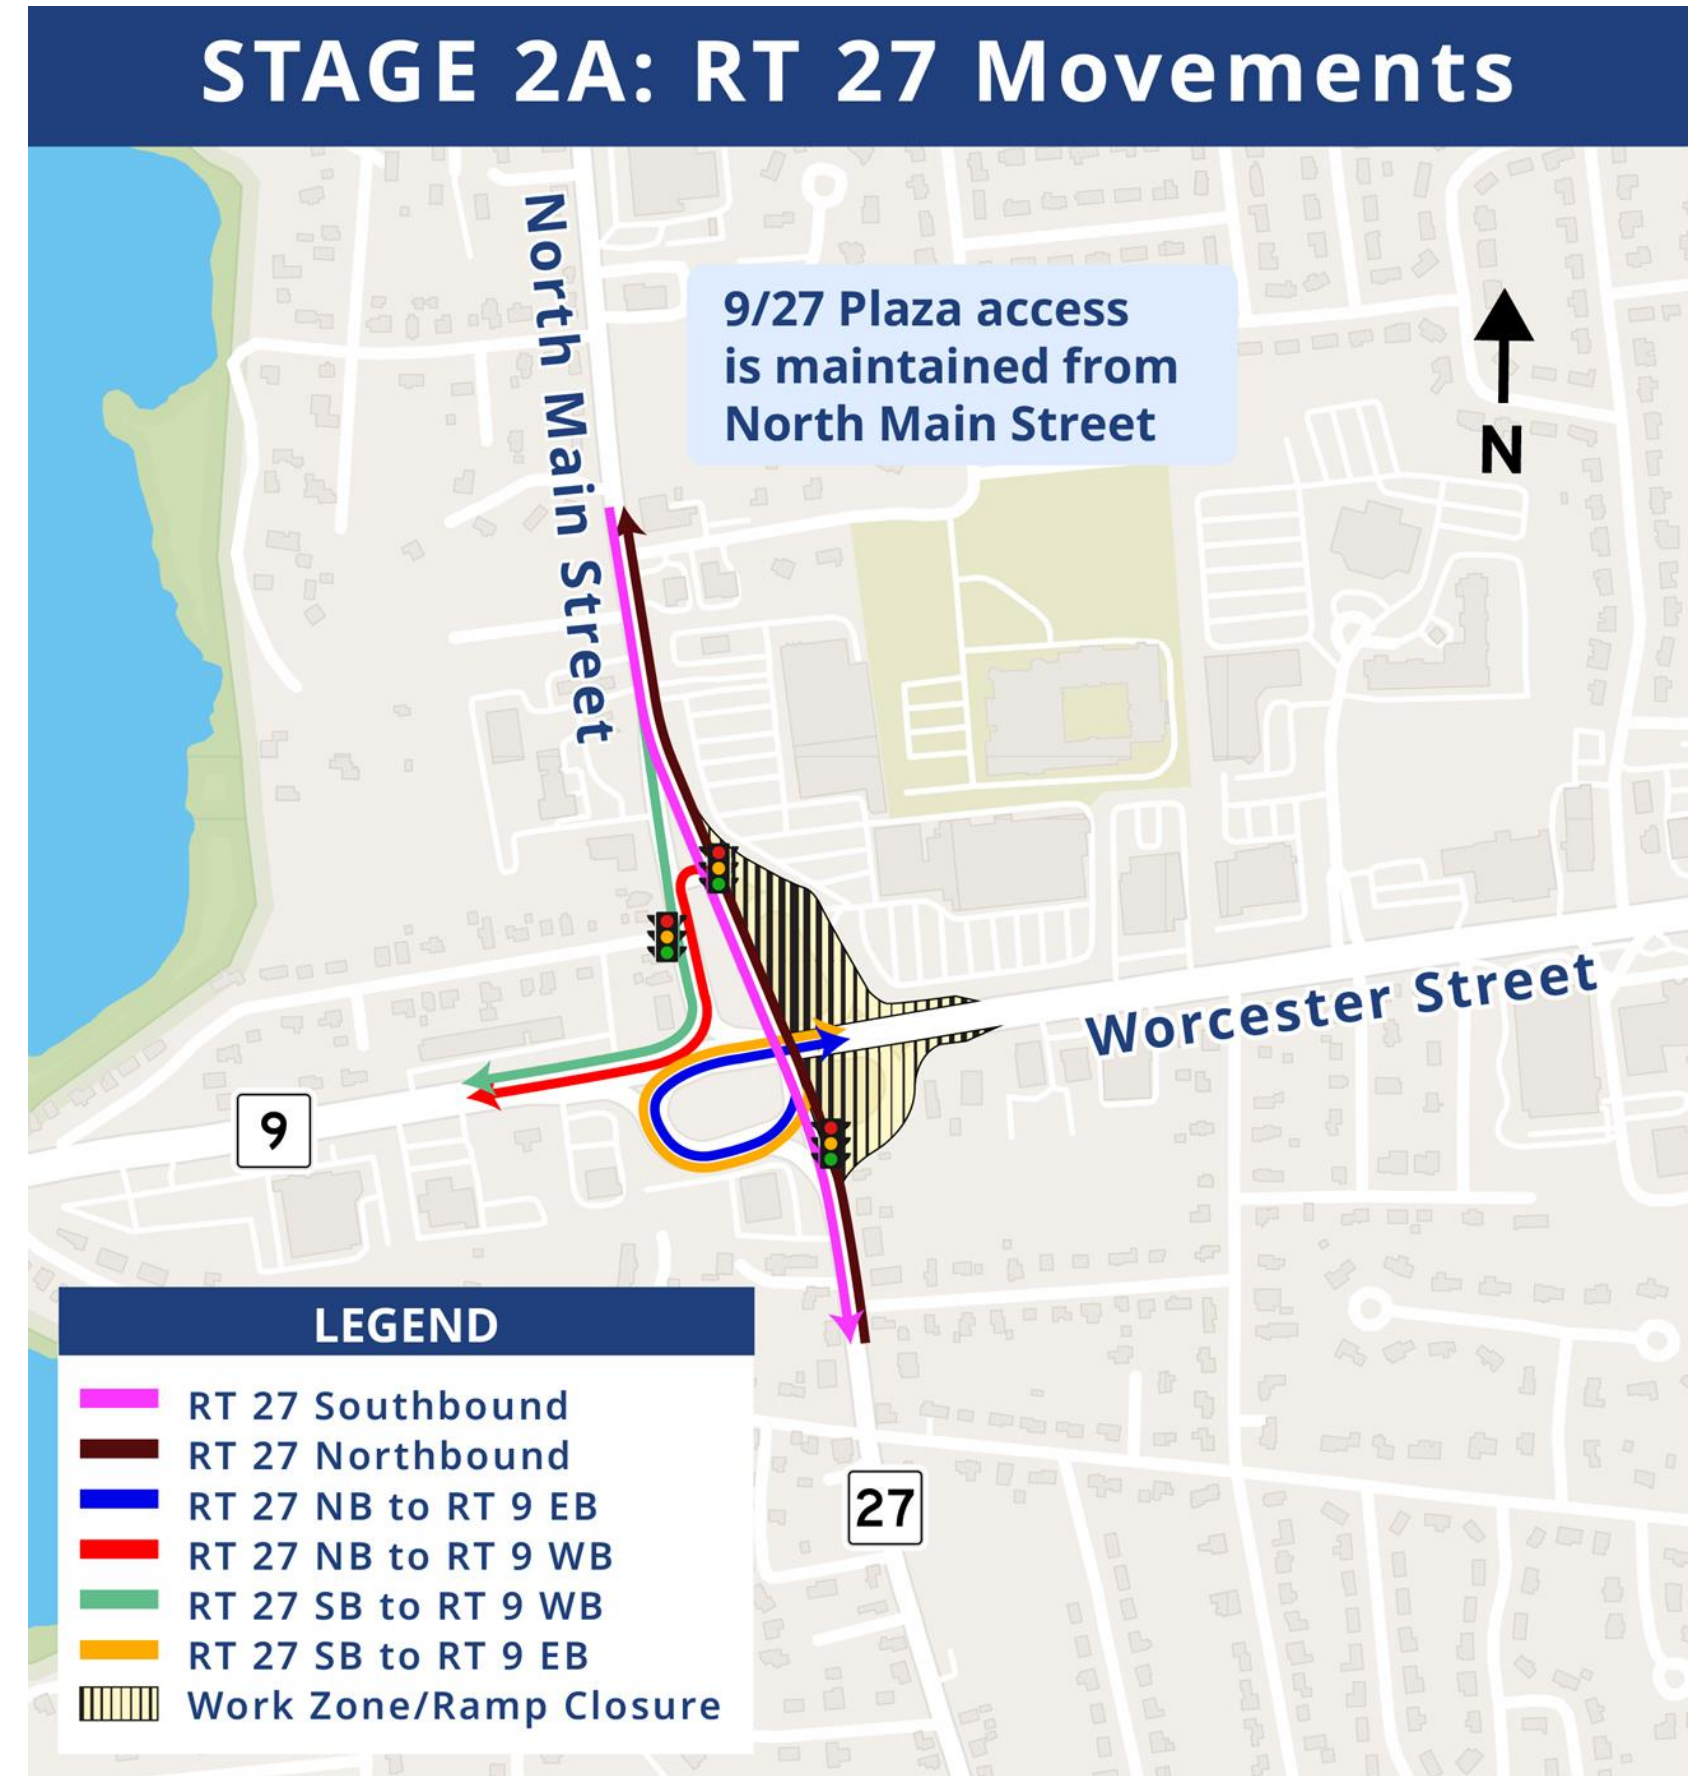 STAGE 2A: RT 27 Movements
North Main Street
9/27 Plaza access
is maintained from
North Main Street
N
Worcester Street
9
27
LEGEND
RT 27 Southbound
RT 27 Northbound
RT 27 NB to RT 9 EB
RT 27 NB to RT 9 WB
RT 27 SB to RT 9 WB
RT 27 SB to RT 9 EB
Work Zone/Ramp Closure